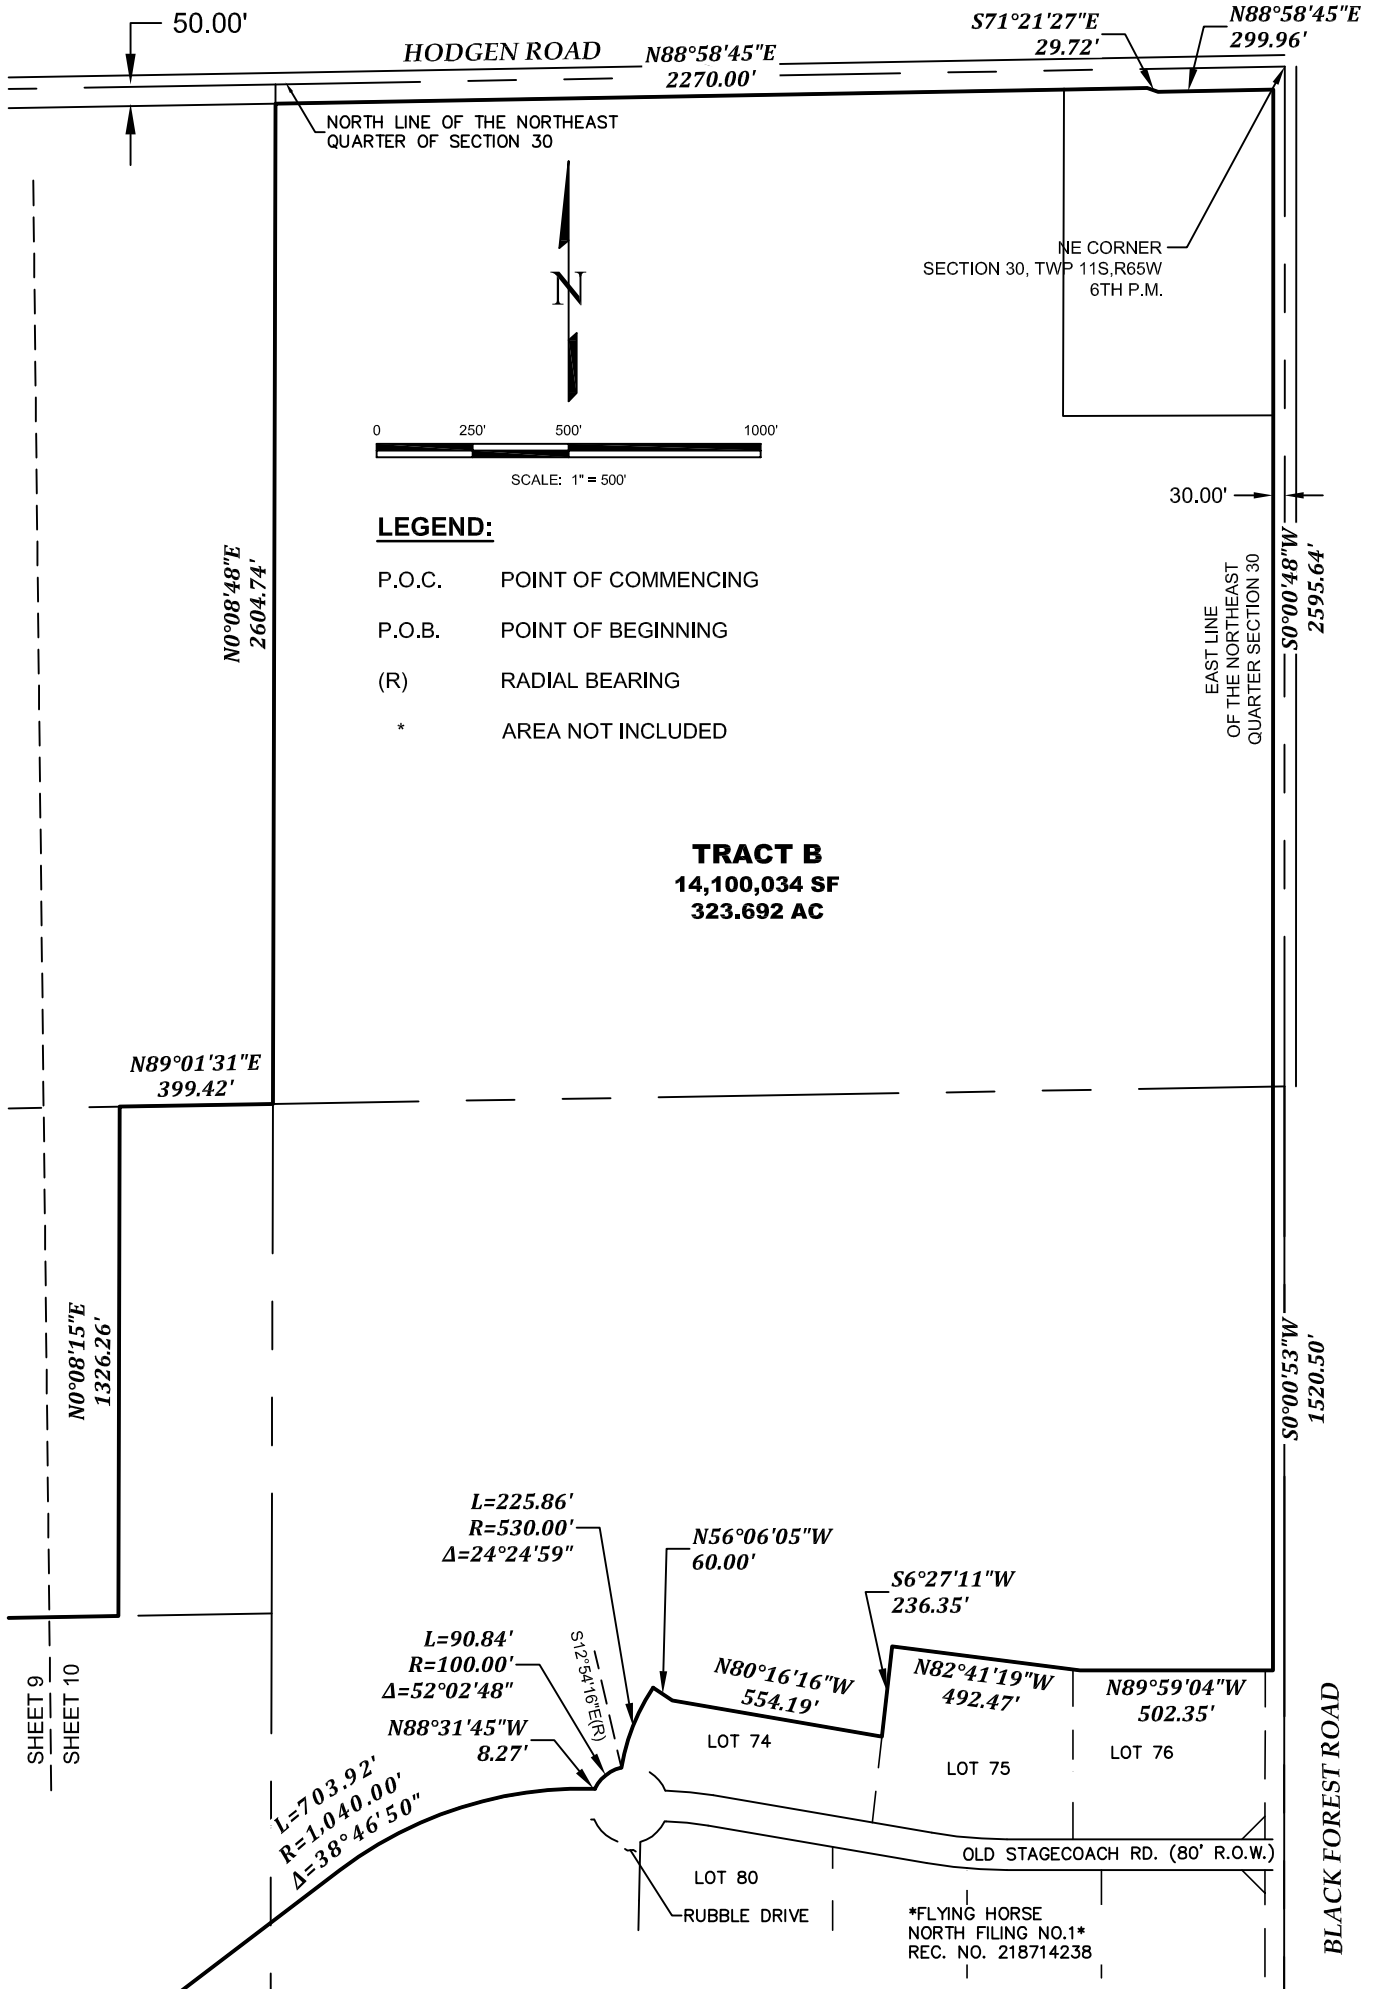 50.00'
HODGEN ROAD
N88°58'45"E
2270.00'
S71°21'27"E
29.72'
N88°58'45"E
299.96'
NORTH LINE OF THE NORTHEAST
QUARTER OF SECTION 30
N
NE CORNER
SECTION 30, TWP 11S,R65W
6TH P.M.
0 250' 500' 1000'
SCALE: 1" = 500'
30.00'
LEGEND:
P.O.C. POINT OF COMMENCING
P.O.B. POINT OF BEGINNING
(R) RADIAL BEARING
* AREA NOT INCLUDED
N0°08'48"E
2604.74'
EAST LINE
OF THE NORTHEAST
QUARTER SECTION 30
S0°00'48"W
2595.64'
TRACT B
14,100,034 SF
323.692 AC
N89°01'31"E
399.42'
N0°08'15"E
1326.26'
S0°00'53"W
1520.50'
L=225.86'
R=530.00'
Δ=24°24'59"
N56°06'05"W
60.00'
S6°27'11"W
236.35'
L=90.84'
R=100.00'
Δ=52°02'48"
S12°54'16"E(R)
N80°16'16"W
554.19'
N82°41'19"W
492.47'
N89°59'04"W
502.35'
N88°31'45"W
8.27'
SHEET 9
SHEET 10
LOT 74
LOT 75
LOT 76
L=703.92'
R=1,040.00'
Δ=38°46'50"
OLD STAGECOACH RD. (80' R.O.W.)
LOT 80
RUBBLE DRIVE
*FLYING HORSE
NORTH FILING NO.1*
REC. NO. 218714238
BLACK FOREST ROAD